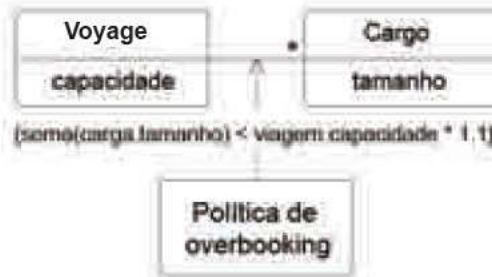 Voyage
Cargo
capacidade
tamanho
(soma(carga.tamanho) < viagem.capacidade * 1.1)
Política de
overbooking